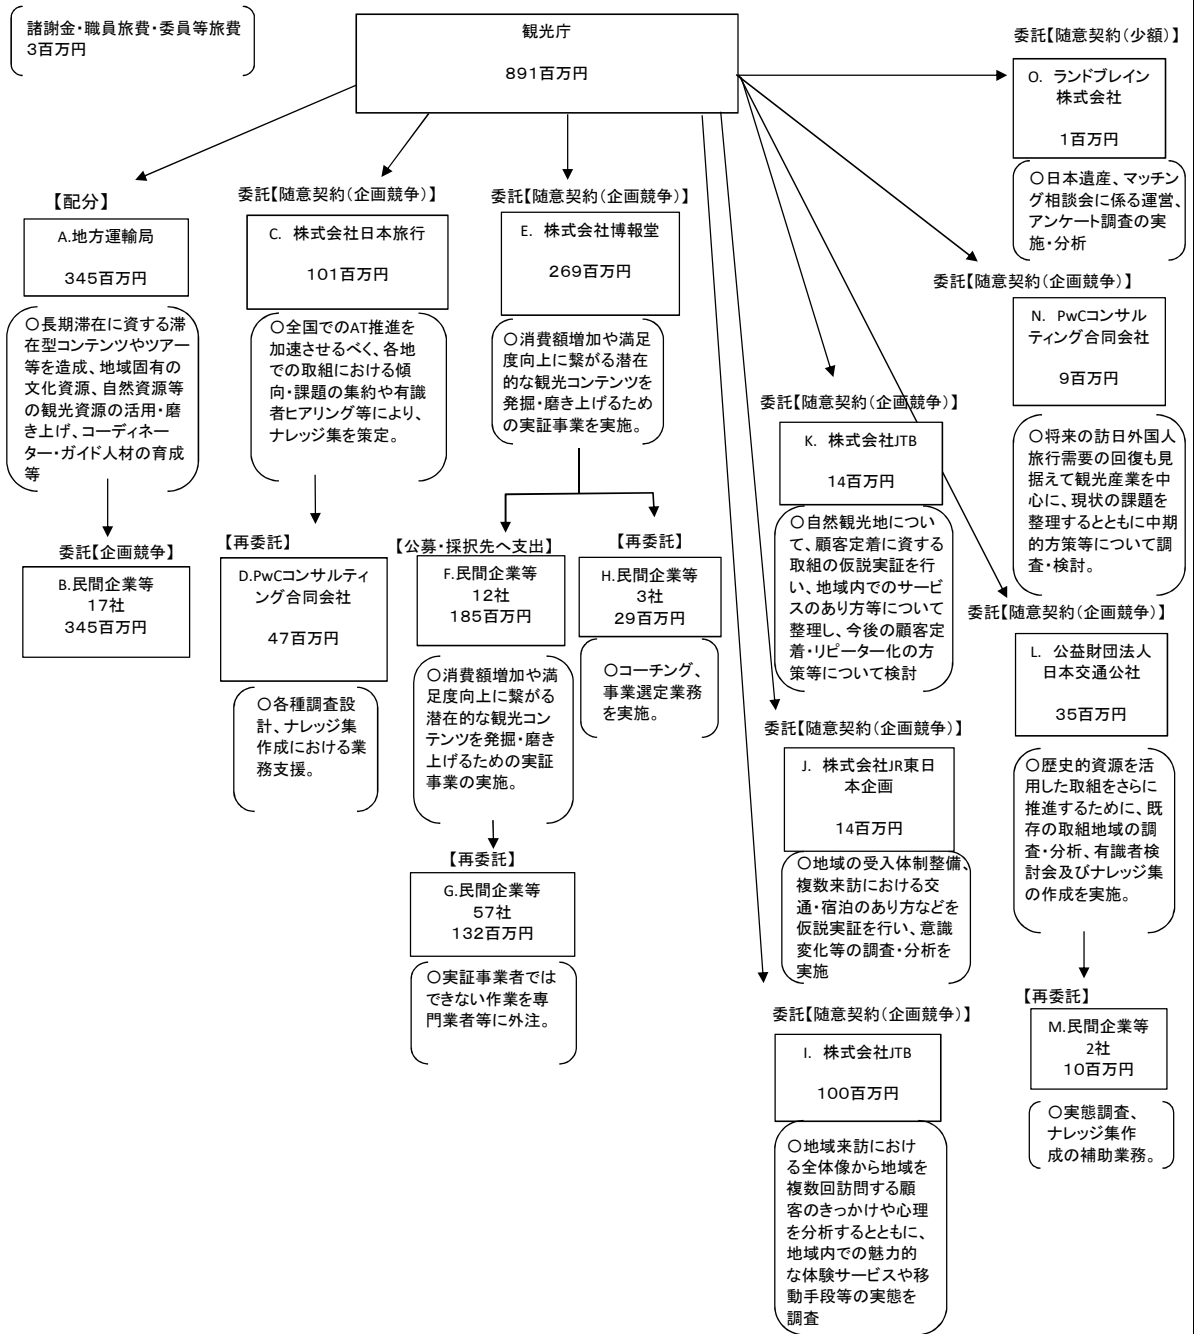 諸謝金・職員旅費・委員等旅費
3百万円
観光庁
891百万円
【配分】
A.地方運輸局
345百万円
○長期滞在に資する滞
在型コンテンツやツアー
等を造成、地域固有の
文化資源、自然資源等
の観光資源の活用・磨
き上げ、コーディネー
ター・ガイド人材の育成
等
委託【企画競争】
B.民間企業等
17社
345百万円
委託【随意契約(企画競争)】
C. 株式会社日本旅行
101百万円
○全国でのAT推進を
加速させるべく、各地
での取組における傾
向・課題の集約や有識
者ヒアリング等により、
ナレッジ集を策定。
【再委託】
D.PwCコンサルティ
ング合同会社
47百万円
○各種調査設
計、ナレッジ集
作成における業
務支援。
委託【随意契約(企画競争)】
E. 株式会社博報堂
269百万円
○消費額増加や満足
度向上に繋がる潜在
的な観光コンテンツを
発掘・磨き上げるため
の実証事業を実施。
【公募・採択先へ支出】
F.民間企業等
12社
185百万円
○消費額増加や満
足度向上に繋がる
潜在的な観光コン
テンツを発掘・磨き
上げるための実証
事業の実施。
【再委託】
G.民間企業等
57社
132百万円
○実証事業者では
できない作業を専
門業者等に外注。
【再委託】
H.民間企業等
3社
29百万円
○コーチング、
事業選定業務
を実施。
委託【随意契約(企画競争)】
K. 株式会社JTB
14百万円
○自然観光地につい
て、顧客定着に資する
取組の仮説実証を行
い、地域内でのサービ
スのあり方等について
整理し、今後の顧客定
着・リピーター化の方
策等について検討
委託【随意契約(企画競争)】
J. 株式会社JR東日
本企画
14百万円
○地域の受入体制整備、
複数来訪における交
通・宿泊のあり方などを
仮説実証を行い、意識
変化等の調査・分析を
実施
委託【随意契約(企画競争)】
I. 株式会社JTB
100百万円
○地域来訪におけ
る全体像から地域を
複数回訪問する顧
客のきっかけや心理
を分析するとともに、
地域内での魅力的
な体験サービスや移
動手段等の実態を
調査
委託【随意契約(少額)】
O. ランドブレイン
株式会社
1百万円
○日本遺産、マッチン
グ相談会に係る運営、
アンケート調査の実
施・分析
委託【随意契約(企画競争)】
N. PwCコンサル
ティング合同会社
9百万円
○将来の訪日外国人
旅行需要の回復も見
据えて観光産業を中
心に、現状の課題を
整理するとともに中期
的方策等について調
査・検討。
委託【随意契約(企画競争)】
L. 公益財団法人
日本交通公社
35百万円
○歴史的資源を活
用した取組をさらに
推進するために、既
存の取組地域の調
査・分析、有識者検
討会及びナレッジ集
の作成を実施。
【再委託】
M.民間企業等
2社
10百万円
○実態調査、
ナレッジ集作
成の補助業務。